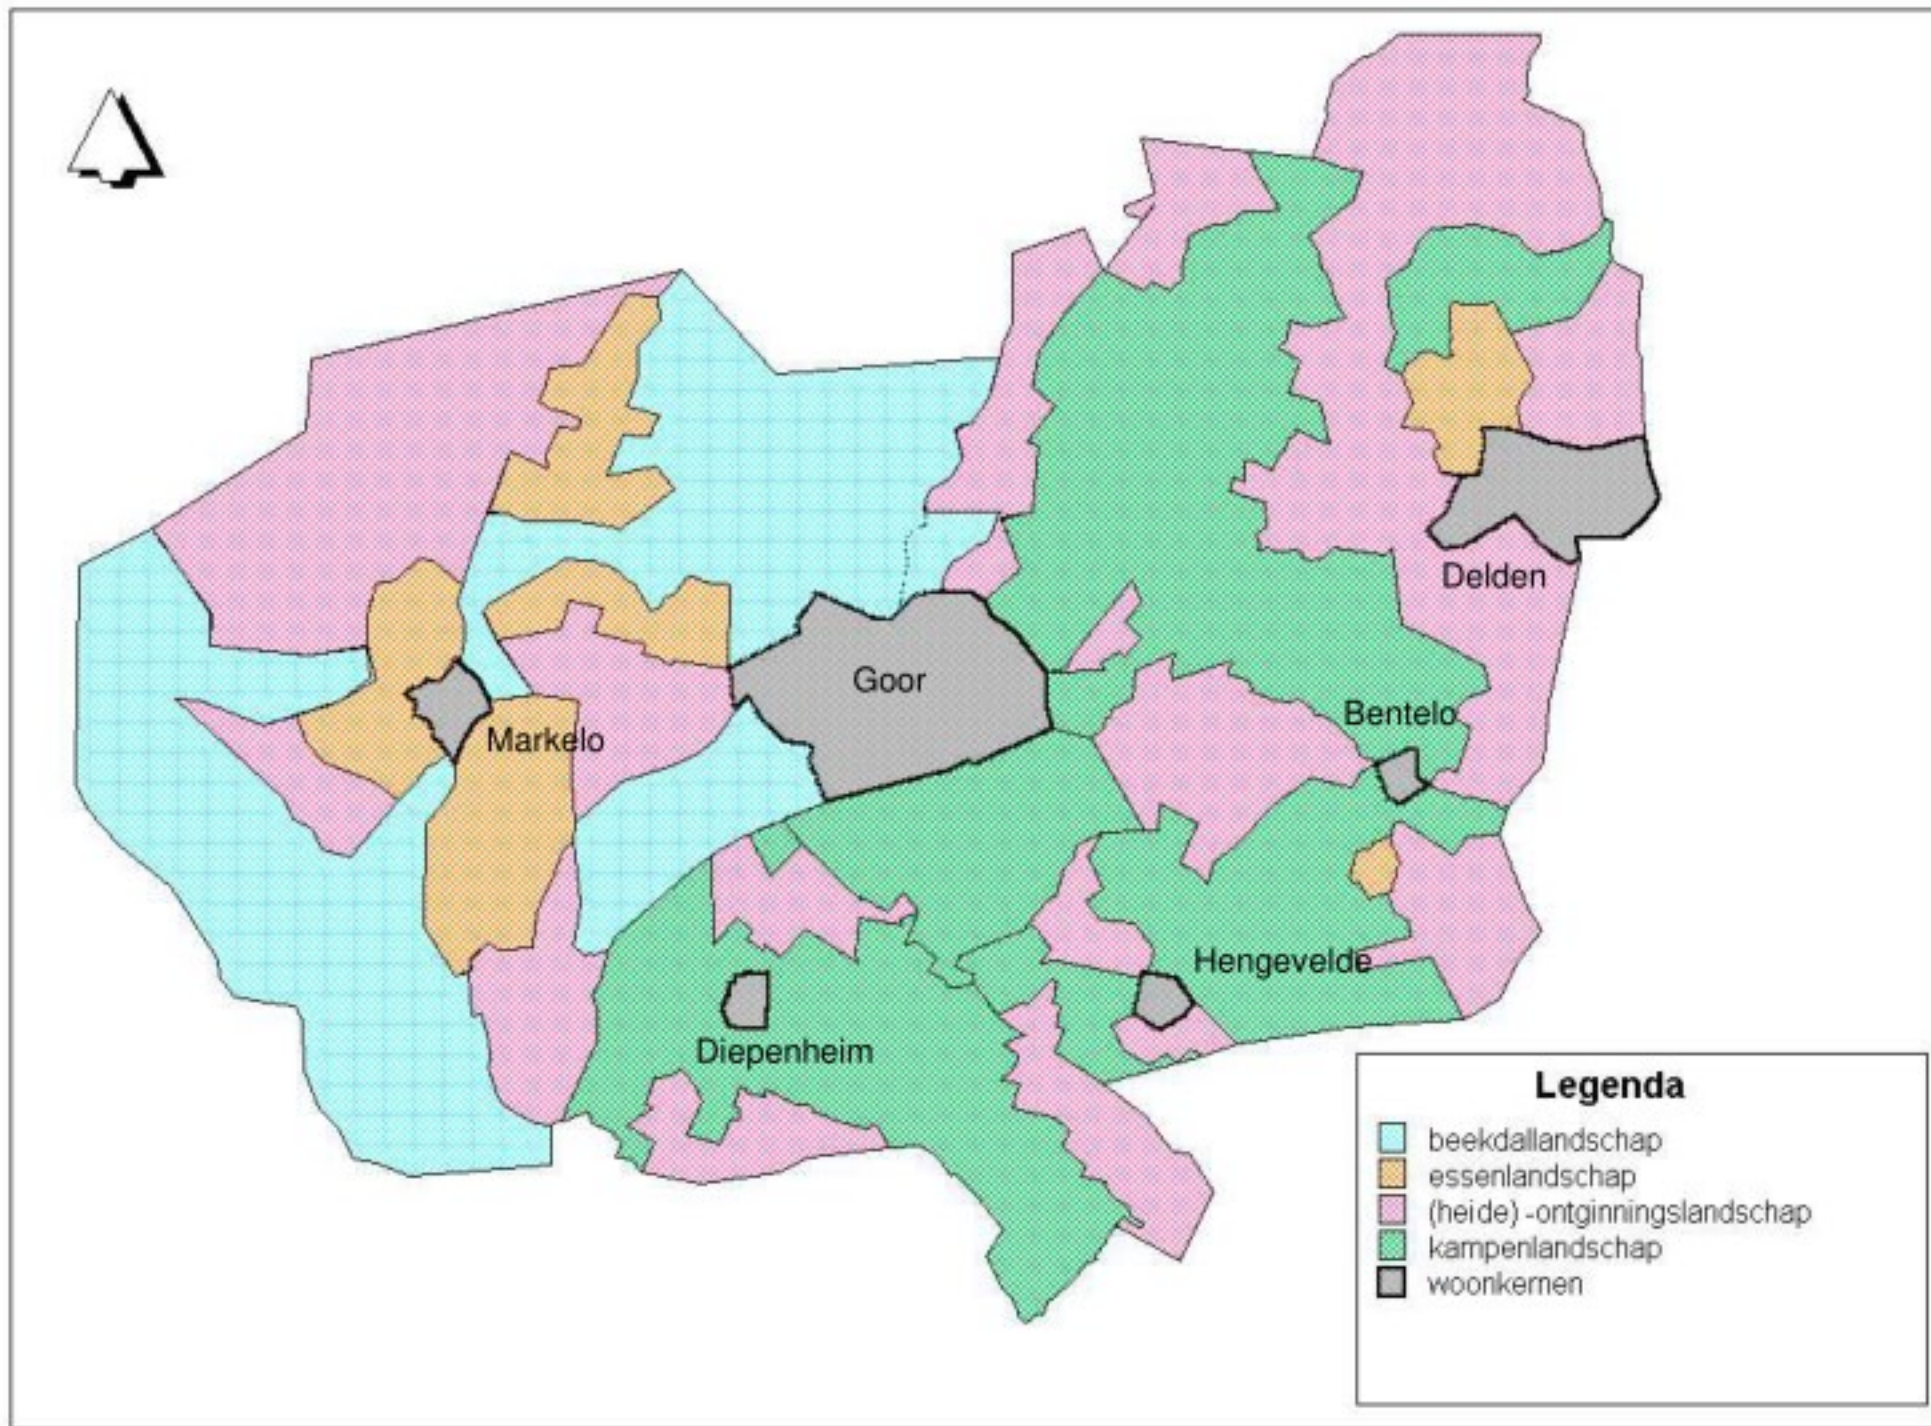 Delden
Goor
Bentelo
Markelo
Hengevelde
Diepenheim
Legenda
beekdallandschap
essenlandschap
(heide) -ontginningslandschap
kampenlandschap
woonkernen